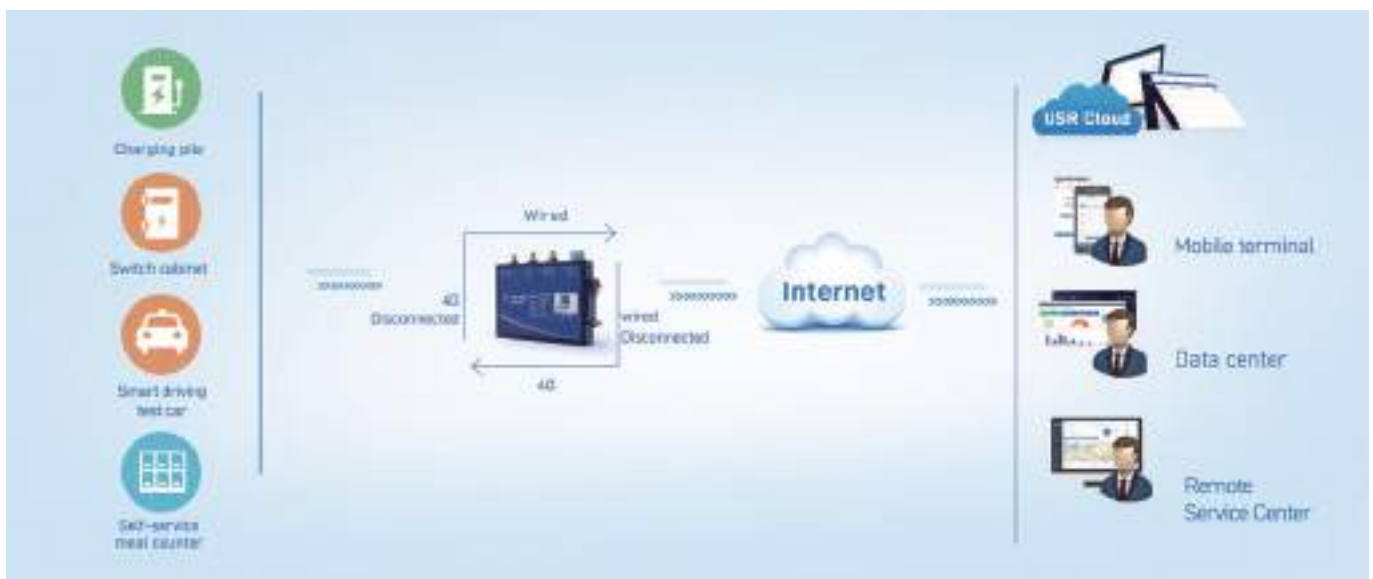 Charging pile
Switch cabinet
Smart driving
test car
Self-service
meal counter
Wired
4G
Disconnected
wired
Disconnected
4G
Internet
USR Cloud
Mobile terminal
Data center
Remote
Service Center